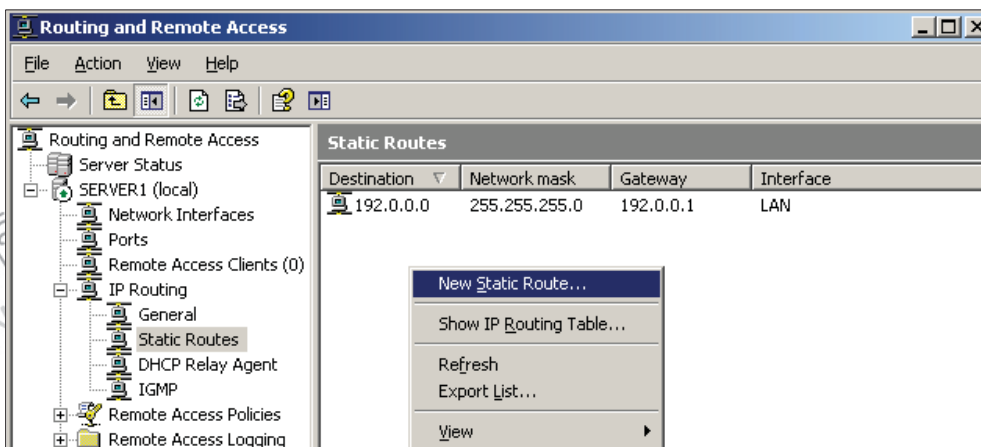 Routing and Remote Access
File Action View Help
Routing and Remote Access
Server Status
SERVER1 (local)
Network Interfaces
Ports
Remote Access Clients (0)
IP Routing
General
Static Routes
DHCP Relay Agent
IGMP
Remote Access Policies
Remote Access Logging
Static Routes
Destination Network mask Gateway Interface
192.0.0.0 255.255.255.0 192.0.0.1 LAN
New Static Route...
Show IP Routing Table...
Refresh
Export List...
View